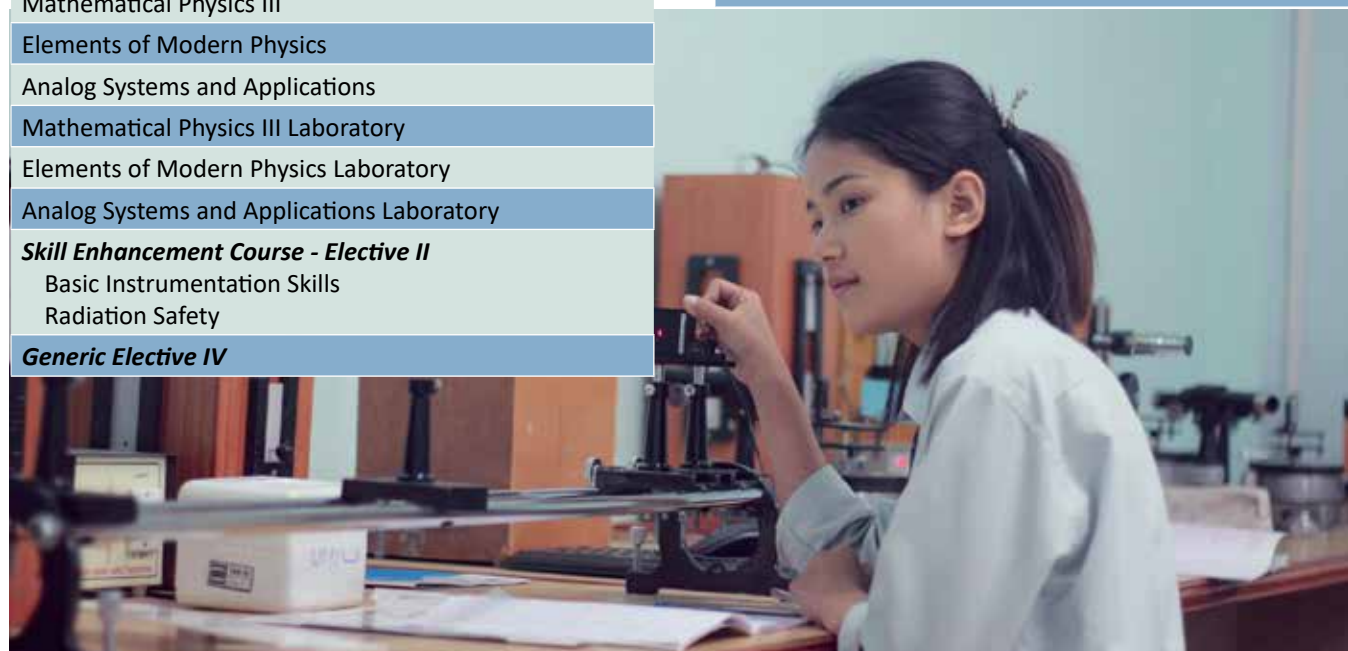 Mathematical Physics III
Elements of Modern Physics
Analog Systems and Applications
Mathematical Physics III Laboratory
Elements of Modern Physics Laboratory
Analog Systems and Applications Laboratory
Skill Enhancement Course - Elective II
Basic Instrumentation Skills
Radiation Safety
Generic Elective IV